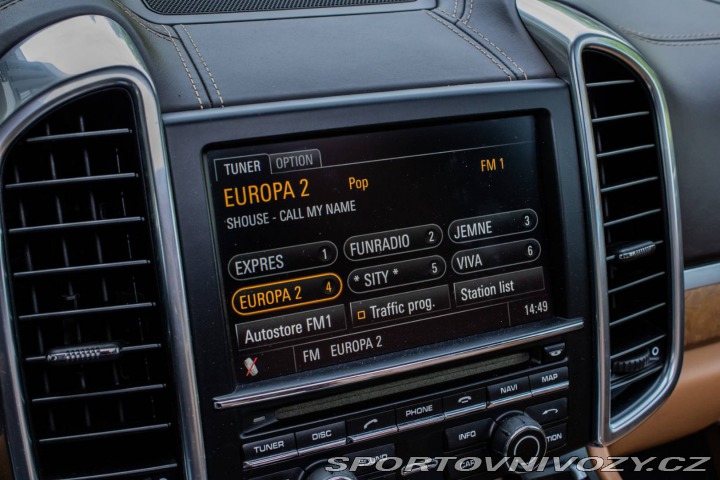 TUNER OPTION
EUROPA 2 Pop FM 1
SHOUSE - CALL MY NAME
EXPRES 1 FUNRADIO 2 JEMNE 3
EUROPA 2 4 * SITY * 5 VIVA 6
Autostore FM1 Traffic prog. Station list
FM EUROPA 2 14:49
TUNER DISC PHONE NAVI MAP
INFO
SPORTOVNIVOZY.CZ